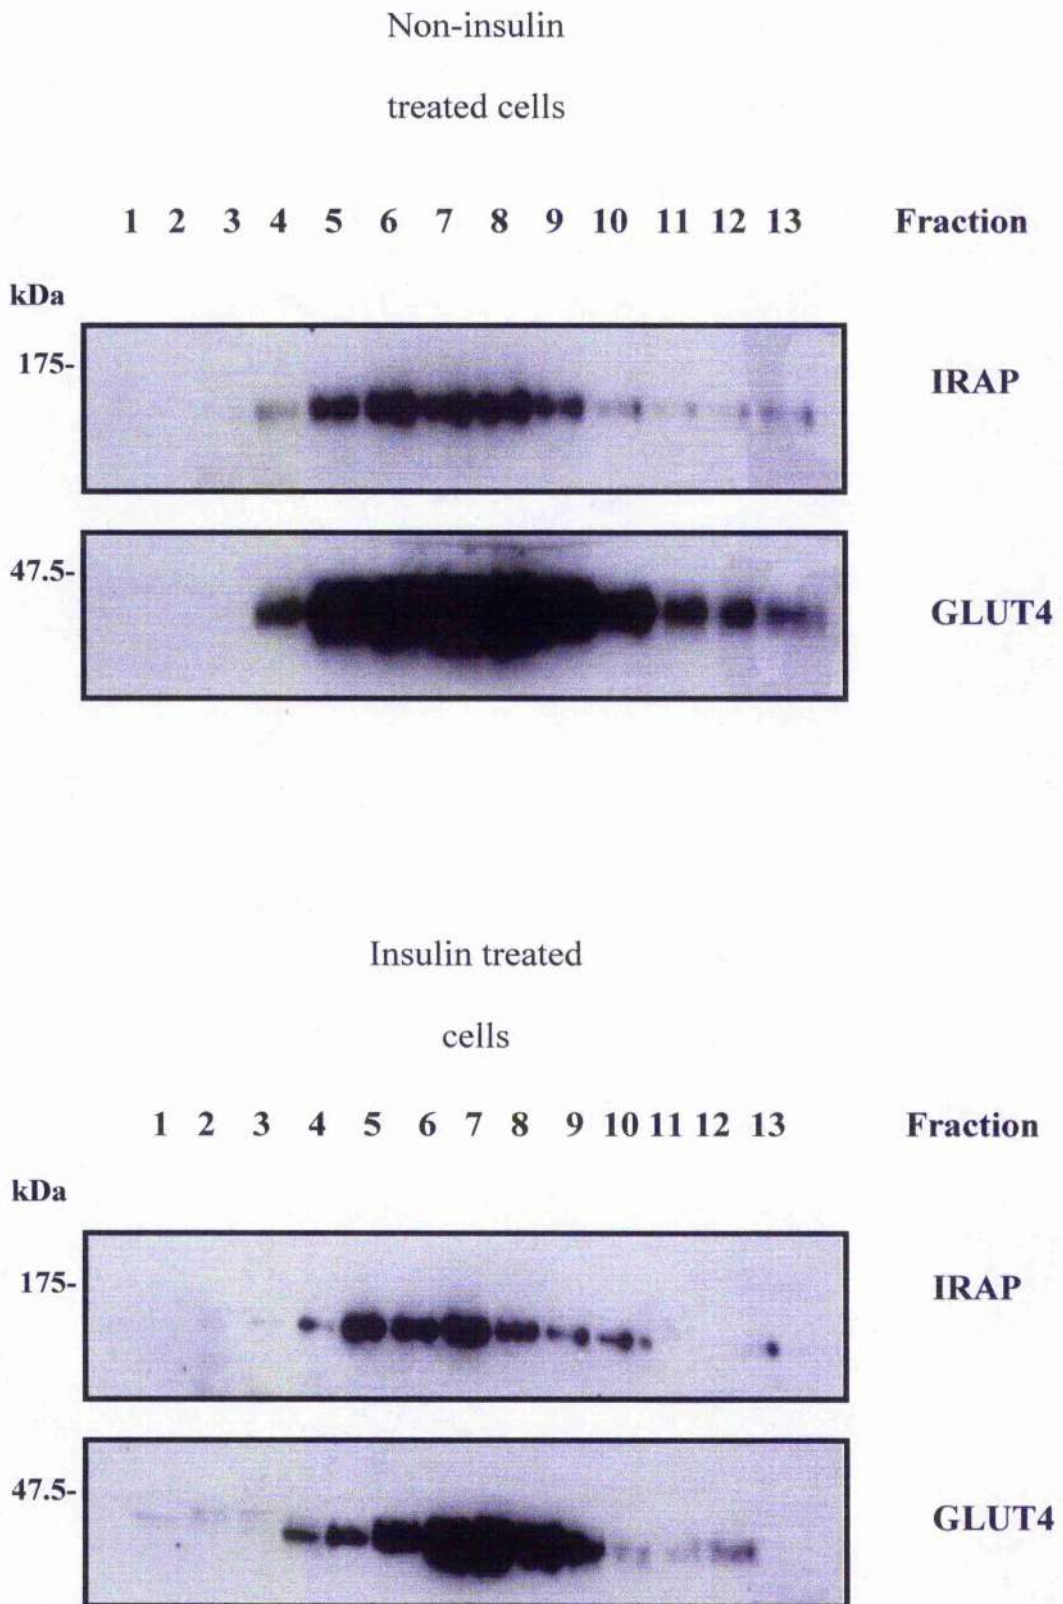 Non-insulin
treated cells
1 2 3 4 5 6 7 8 9 10 11 12 13 Fraction
kDa
175-
IRAP
47.5-
GLUT4
Insulin treated
cells
1 2 3 4 5 6 7 8 9 10 11 12 13 Fraction
kDa
175-
IRAP
47.5-
GLUT4